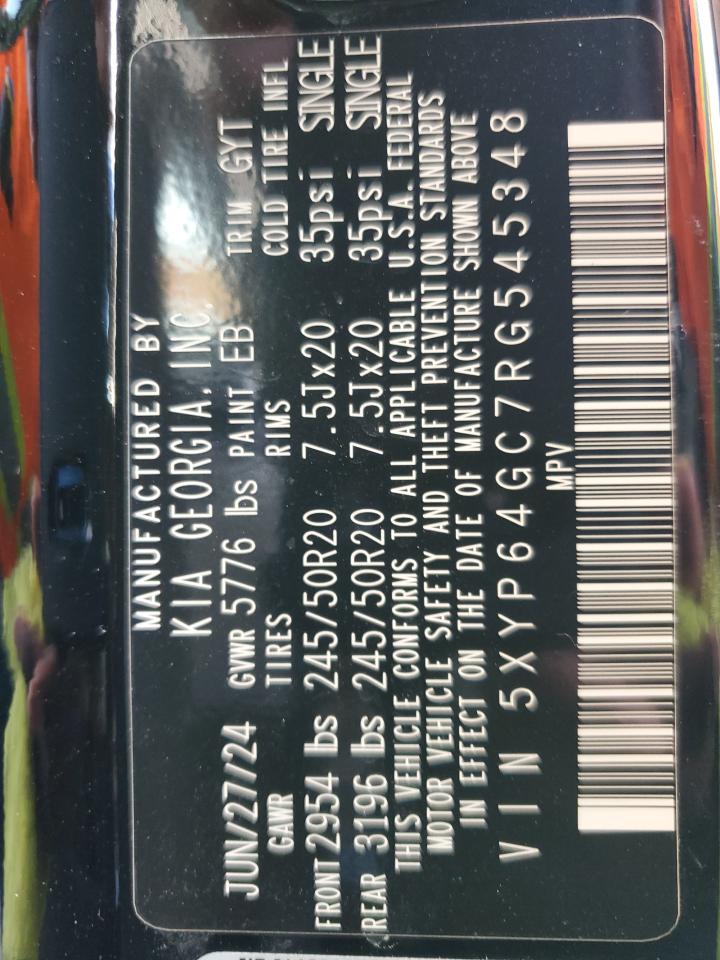 MANUFACTURED BY
KIA GEORGIA, INC.
JUN/27/24 GVWR 5776 lbs PAINT EB TRIM GYT
GAWR TIRES RIMS COLD TIRE INFL
FRONT 2954 lbs 245/50R20 7.5Jx20 35psi SINGLE
REAR 3196 lbs 245/50R20 7.5Jx20 35psi SINGLE
THIS VEHICLE CONFORMS TO ALL APPLICABLE U.S.A. FEDERAL
MOTOR VEHICLE SAFETY AND THEFT PREVENTION STANDARDS
IN EFFECT ON THE DATE OF MANUFACTURE SHOWN ABOVE
VIN 5XYP64GC7RG545348
MPV